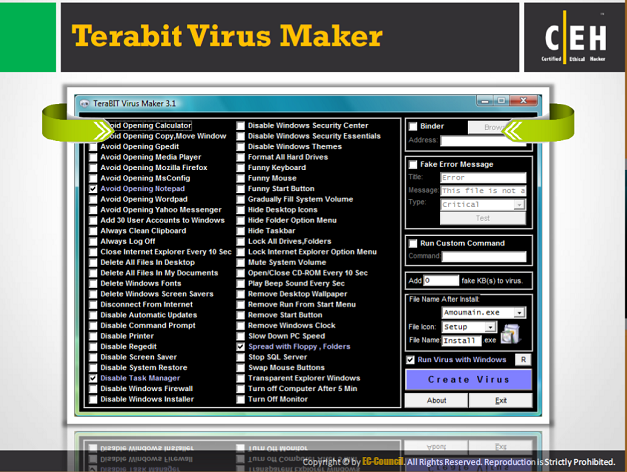 Terabit Virus Maker
C|EH
Certified Ethical Hacker
TeraBIT Virus Maker 3.1
Avoid Opening Calculator
Opening Copy,Move Window
Avoid Opening Gpedit
Avoid Opening Media Player
Avoid Opening Mozilla Firefox
Avoid Opening MsConfig
Avoid Opening Notepad
Avoid Opening Wordpad
Avoid Opening Yahoo Messenger
Add 30 User Accounts to Windows
Always Clean Clipboard
Always Log Off
Close Internet Explorer Every 10 Sec
Delete All Files In Desktop
Delete All Files In My Documents
Delete Windows Fonts
Delete Windows Screen Savers
Disconnect From Internet
Disable Automatic Updates
Disable Command Prompt
Disable Printer
Disable Regedit
Disable Screen Saver
Disable System Restore
Disable Task Manager
Disable Windows Firewall
Disable Windows Installer
Disable Windows Security Center
Disable Windows Security Essentials
Disable Windows Themes
Format All Hard Drives
Funny Keyboard
Funny Mouse
Funny Start Button
Gradually Fill System Volume
Hide Desktop Icons
Hide Folder Option Menu
Hide Taskbar
Lock All Drives,Folders
Lock Internet Explorer Option Menu
Mute System Volume
Open/Close CD-ROM Every 10 Sec
Play Beep Sound Every Sec
Remove Desktop Wallpaper
Remove Run From Start Menu
Remove Start Button
Remove Windows Clock
Slow Down PC Speed
Spread with Floppy , Folders
Stop SQL Server
Swap Mouse Buttons
Transparent Explorer Windows
Turn off Computer After 5 Min
Turn Off Monitor
Binder
Address:
Fake Error Message
Title: Error
Message: This file is not a
Type: Critical
Test
Run Custom Command
Command:
Add 0 fake KB(s) to virus.
File Name After Install:
Amoumain.exe
File Icon: Setup
File Name: Install .exe
Run Virus with Windows R
Create Virus
About Exit
Copyright © by EC-Council. All Rights Reserved. Reproduction is Strictly Prohibited.